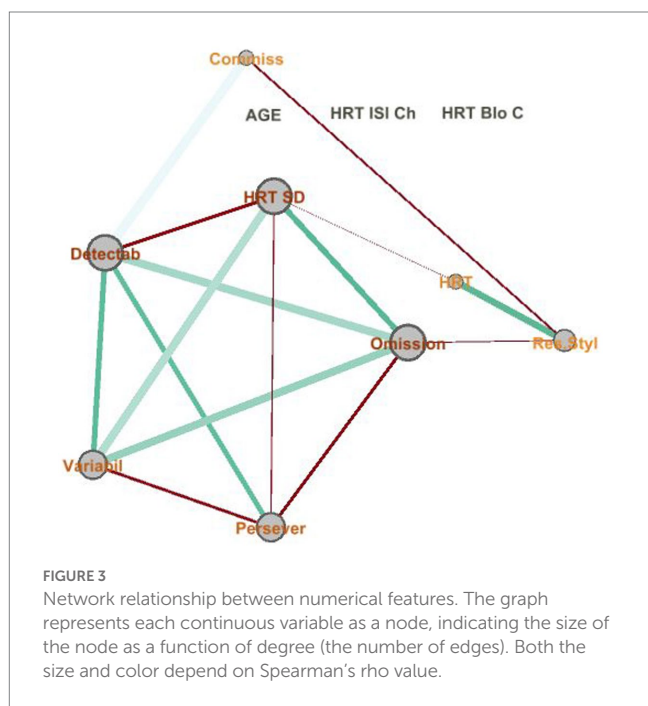 Commiss
AGE HRT ISI Ch HRT Blo C
HRT SD
Detectab
HRT
Omission Res.Styl
Variabil
Persever
FIGURE 3
Network relationship between numerical features. The graph
represents each continuous variable as a node, indicating the size of
the node as a function of degree (the number of edges). Both the
size and color depend on Spearman's rho value.